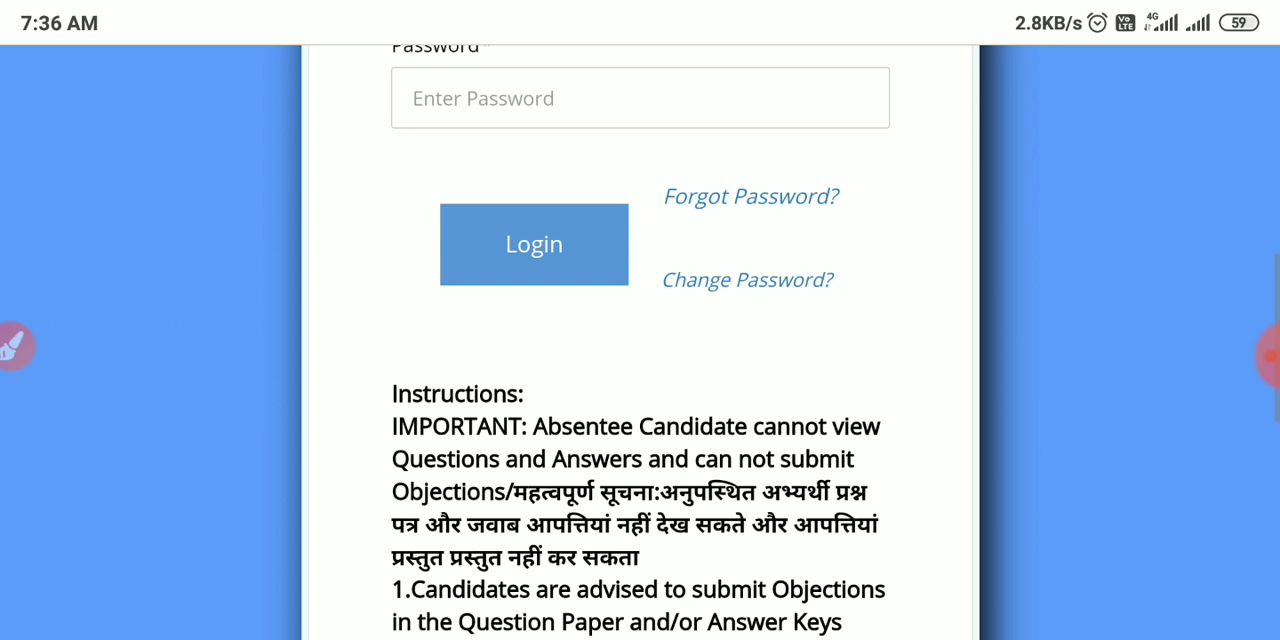 7:36 AM
2.8KB/s Vo LTE 4G 59
Password *
Enter Password
Forgot Password?
Login
Change Password?
Instructions:
IMPORTANT: Absentee Candidate cannot view
Questions and Answers and can not submit
Objections/महत्वपूर्ण सूचना:अनुपस्थित अभ्यर्थी प्रश्न
पत्र और जवाब आपत्तियां नहीं देख सकते और आपत्तियां
प्रस्तुत प्रस्तुत नहीं कर सकता
1.Candidates are advised to submit Objections
in the Question Paper and/or Answer Keys